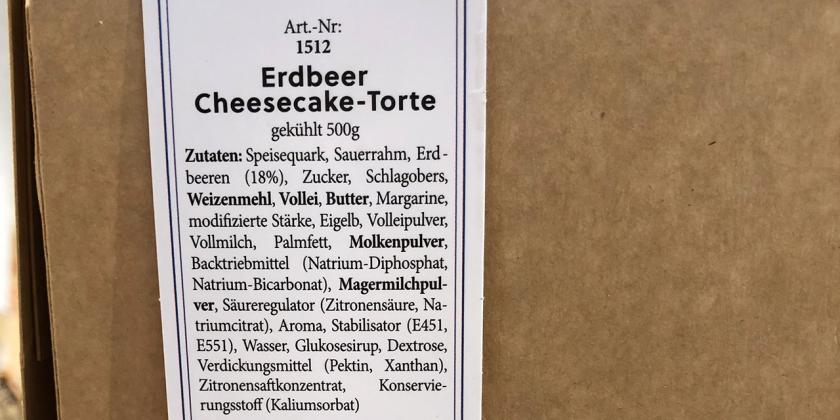 Art.-Nr:
1512
Erdbeer
Cheesecake-Torte
gekühlt 500g
Zutaten: Speisequark, Sauerrahm, Erd-
beeren (18%), Zucker, Schlagobers,
Weizenmehl, Vollei, Butter, Margarine,
modifizierte Stärke, Eigelb, Volleipulver,
Vollmilch, Palmfett, Molkenpulver,
Backtriebmittel (Natrium-Diphosphat,
Natrium-Bicarbonat), Magermilchpul-
ver, Säureregulator (Zitronensäure, Na-
triumcitrat), Aroma, Stabilisator (E451,
E551), Wasser, Glukosesirup, Dextrose,
Verdickungsmittel (Pektin, Xanthan),
Zitronensaftkonzentrat, Konservie-
rungsstoff (Kaliumsorbat)